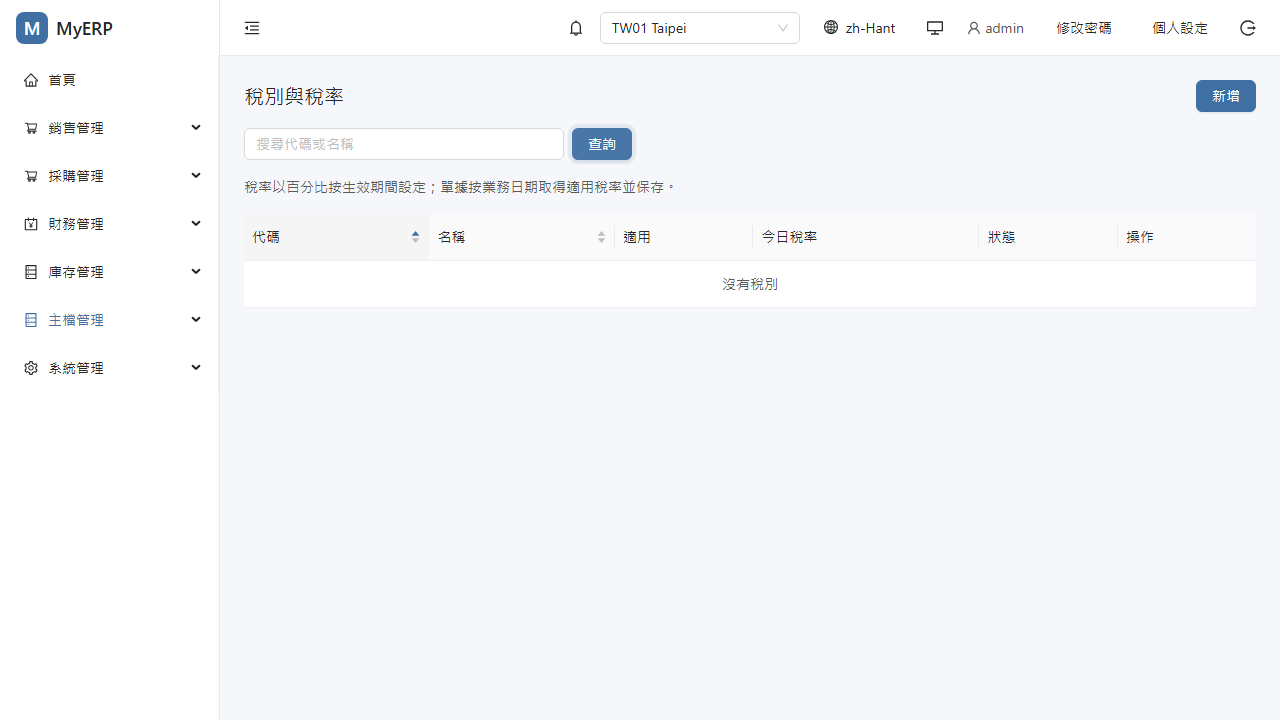 M MyERP
TW01 Taipei
zh-Hant
admin
修改密碼
個人設定
首頁
銷售管理
採購管理
財務管理
庫存管理
主檔管理
系統管理
稅別與稅率
新增
搜尋代碼或名稱
查詢
稅率以百分比按生效期間設定；單據按業務日期取得適用稅率並保存。
代碼 名稱 適用 今日稅率 狀態 操作
沒有稅別